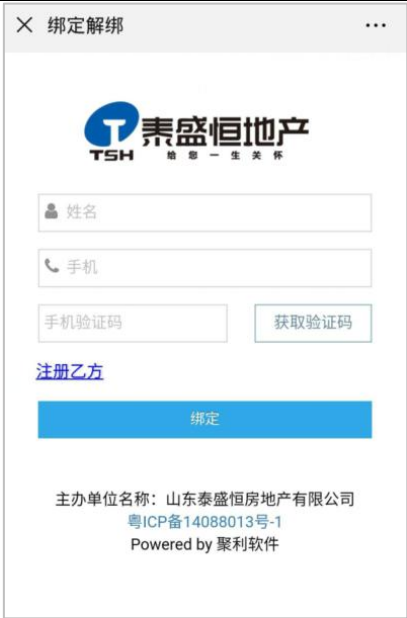 绑定解绑
泰盛恒地产
TSH
给您一生关怀
姓名
手机
手机验证码
获取验证码
注册乙方
绑定
主办单位名称：山东泰盛恒房地产有限公司
粤ICP备14088013号-1
Powered by 聚利软件